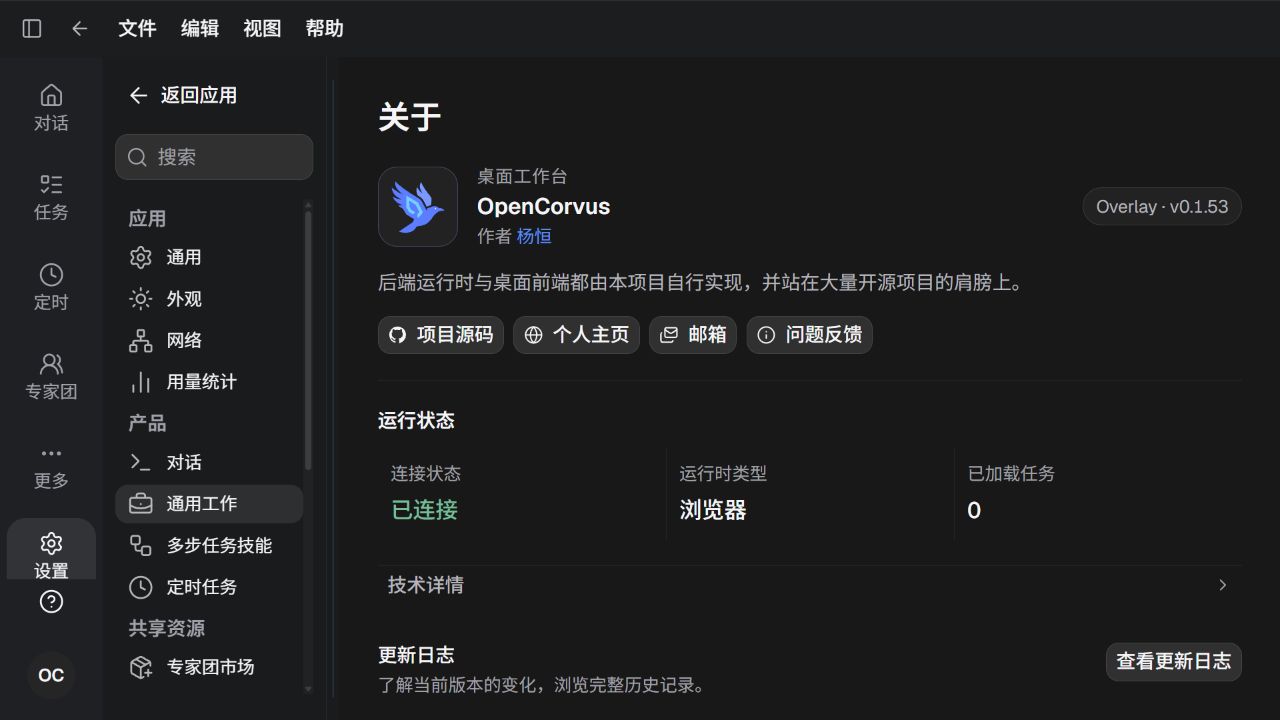 文件 编辑 视图 帮助
对话
任务
定时
专家团
更多
设置
OC
返回应用
搜索
应用
通用
外观
网络
用量统计
产品
对话
通用工作
多步任务技能
定时任务
共享资源
专家团市场
关于
桌面工作台
OpenCorvus
作者 杨恒
Overlay · v0.1.53
后端运行时与桌面前端都由本项目自行实现，并站在大量开源项目的肩膀上。
项目源码 个人主页 邮箱 问题反馈
运行状态
连接状态 运行时类型 已加载任务
已连接 浏览器 0
技术详情
更新日志
了解当前版本的变化，浏览完整历史记录。
查看更新日志